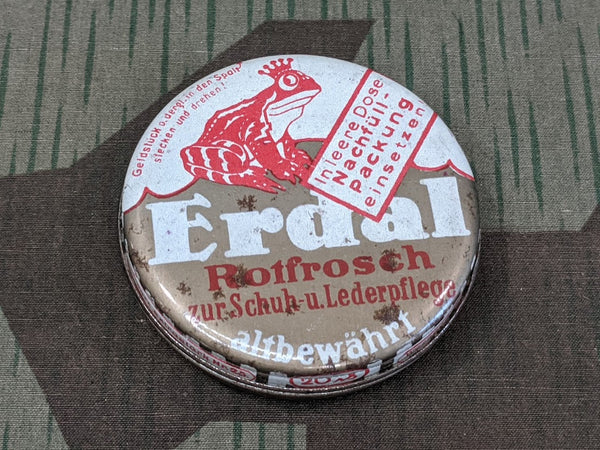 Geldstück o. dergl. in den Spalt
stecken und drehen!
In leere Dose
Nachfüll-
Packung
einsetzen
Erdal
Rotfrosch
zur Schuh-u. Lederpflege
altbewährt